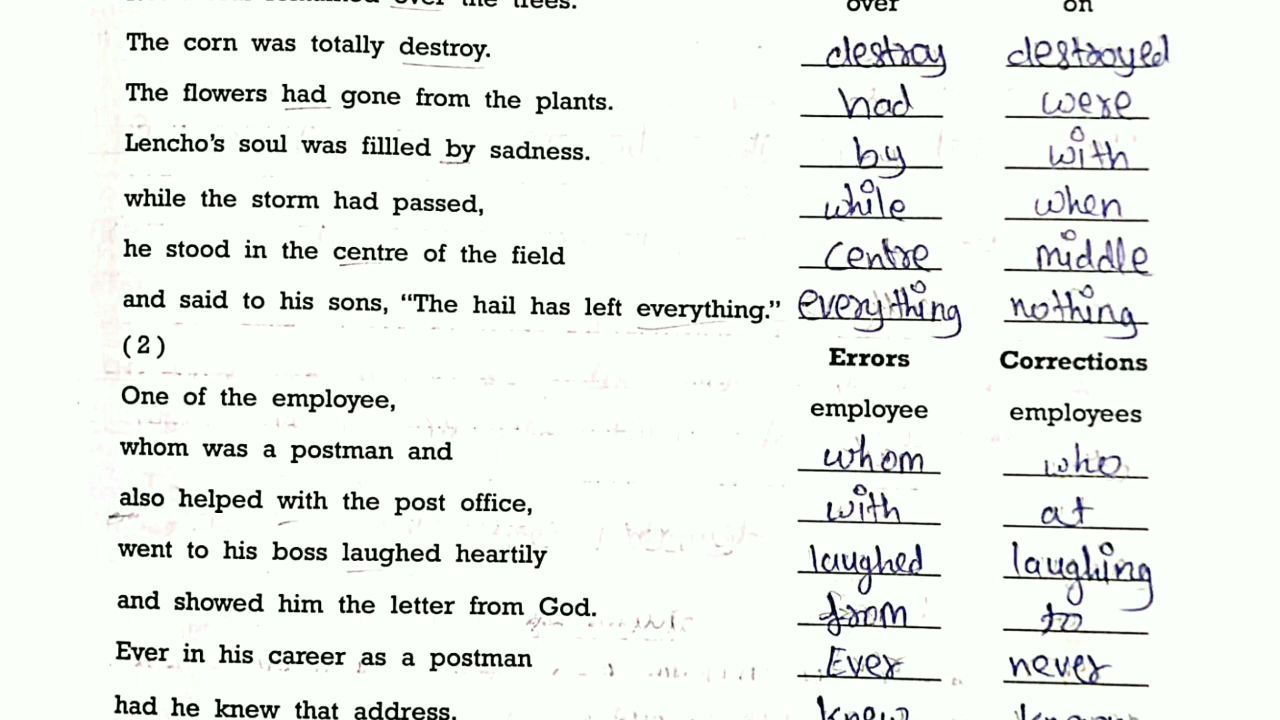 over the trees. over on
The corn was totally destroy. destroy destroyed
The flowers had gone from the plants. had were
Lencho's soul was fillled by sadness. by with
while the storm had passed, while when
he stood in the centre of the field centre middle
and said to his sons, “The hail has left everything.” everything nothing
(2) Errors Corrections
One of the employee, employee employees
whom was a postman and whom who
also helped with the post office, with at
went to his boss laughed heartily laughed laughing
and showed him the letter from God. from to
Ever in his career as a postman Ever never
had he knew that address. knew